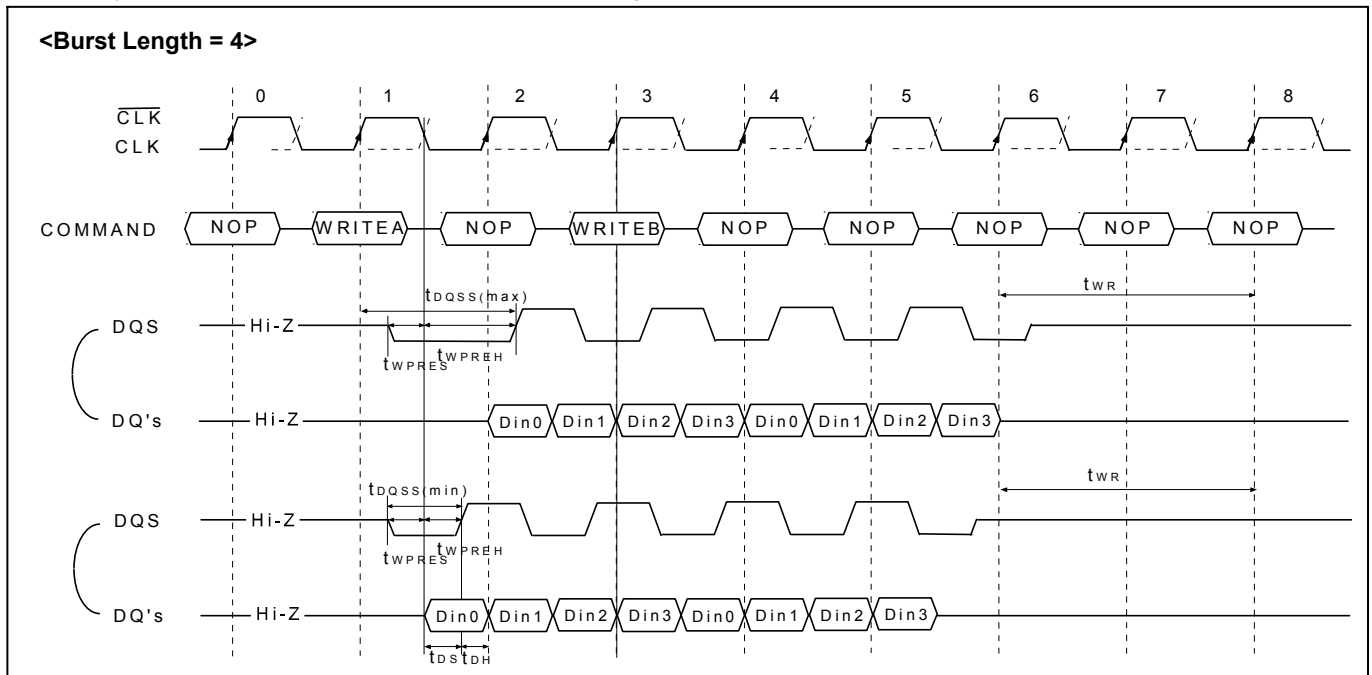 <Burst Length = 4>
0 1 2 3 4 5 6 7 8
CLK
CLK
COMMAND NOP WRITEA NOP WRITEB NOP NOP NOP NOP NOP
tDQSS(max) tWR
DQS Hi-Z
tWPRES tWPREH
DQ's Hi-Z Din0 Din1 Din2 Din3 Din0 Din1 Din2 Din3
tDQSS(min) tWR
DQS Hi-Z
tWPRES tWPREH
DQ's Hi-Z Din0 Din1 Din2 Din3 Din0 Din1 Din2 Din3
tDS tDH